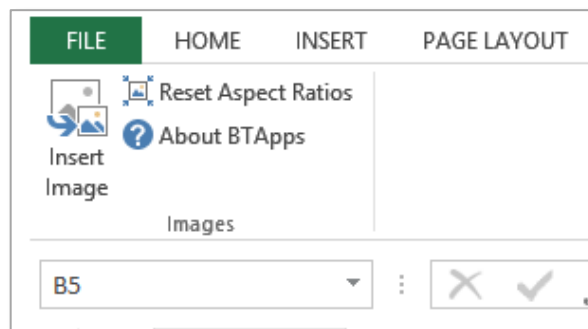 FILE HOME INSERT PAGE LAYOUT
Reset Aspect Ratios
About BTApps
Insert
Image
Images
B5